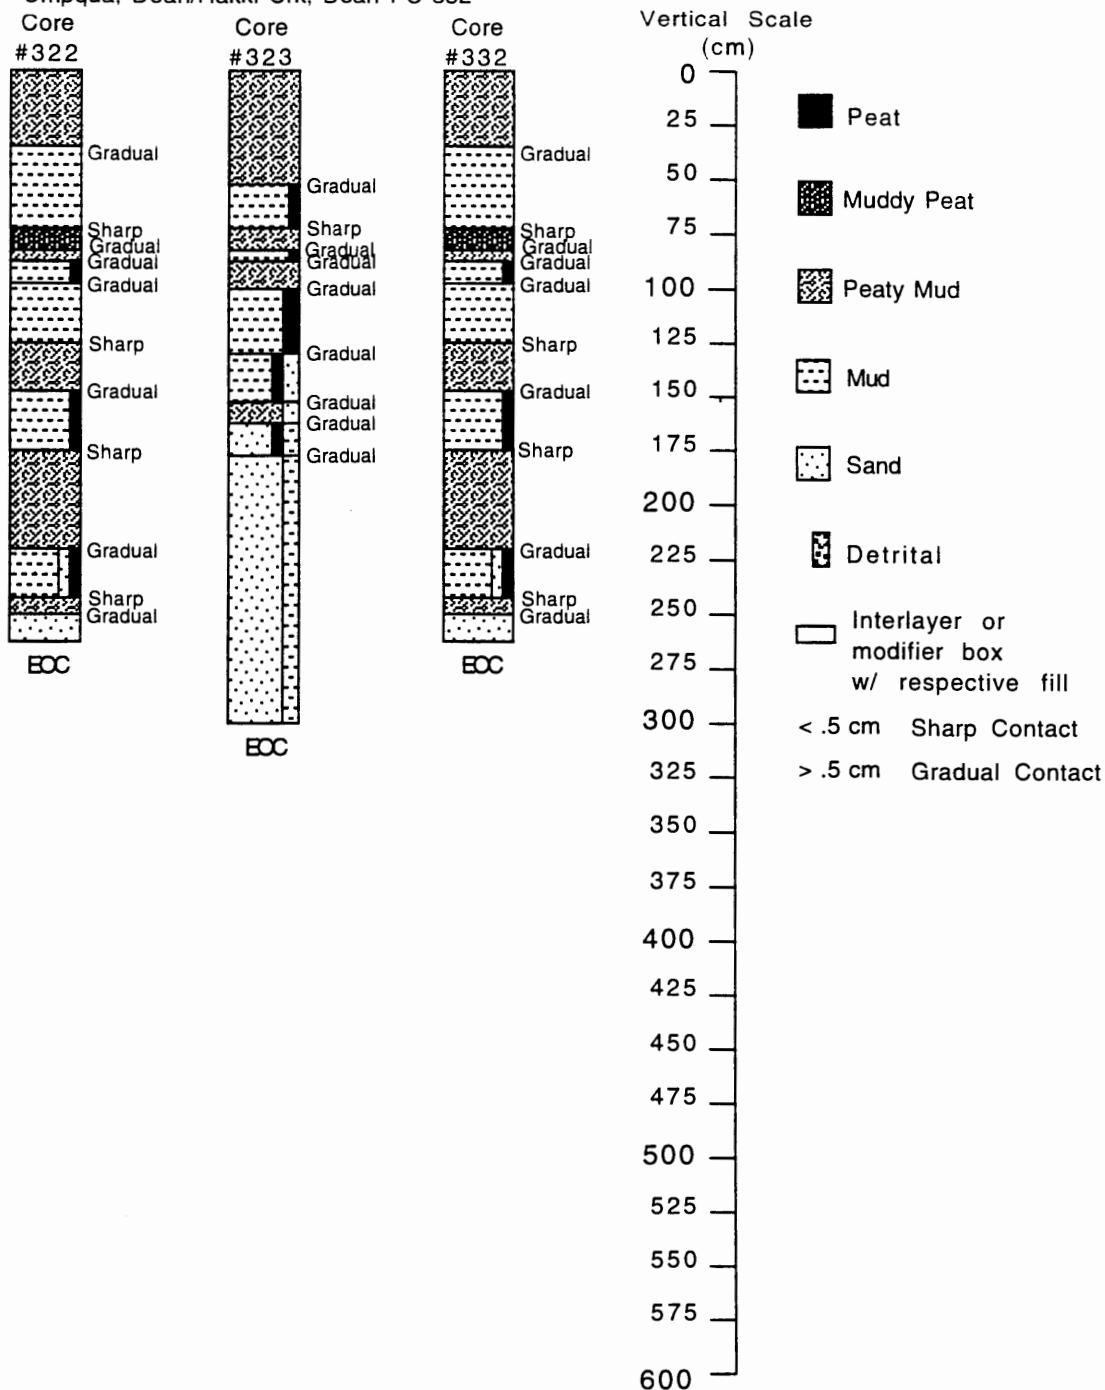 Core
#322
Gradual
Sharp
Gradual
Gradual
Gradual
Sharp
Gradual
Sharp
Gradual
Sharp
Gradual
EOC
Core
#323
Gradual
Sharp
Gradual
Gradual
Gradual
Gradual
Gradual
Gradual
Gradual
EOC
Core
#332
Gradual
Sharp
Gradual
Gradual
Gradual
Sharp
Gradual
Sharp
Gradual
Sharp
Gradual
EOC
Vertical Scale
(cm)
0
25
50
75
100
125
150
175
200
225
250
275
300
325
350
375
400
425
450
475
500
525
550
575
600
Peat
Muddy Peat
Peaty Mud
Mud
Sand
Detrital
Interlayer or
modifier box
w/ respective fill
< .5 cm Sharp Contact
> .5 cm Gradual Contact